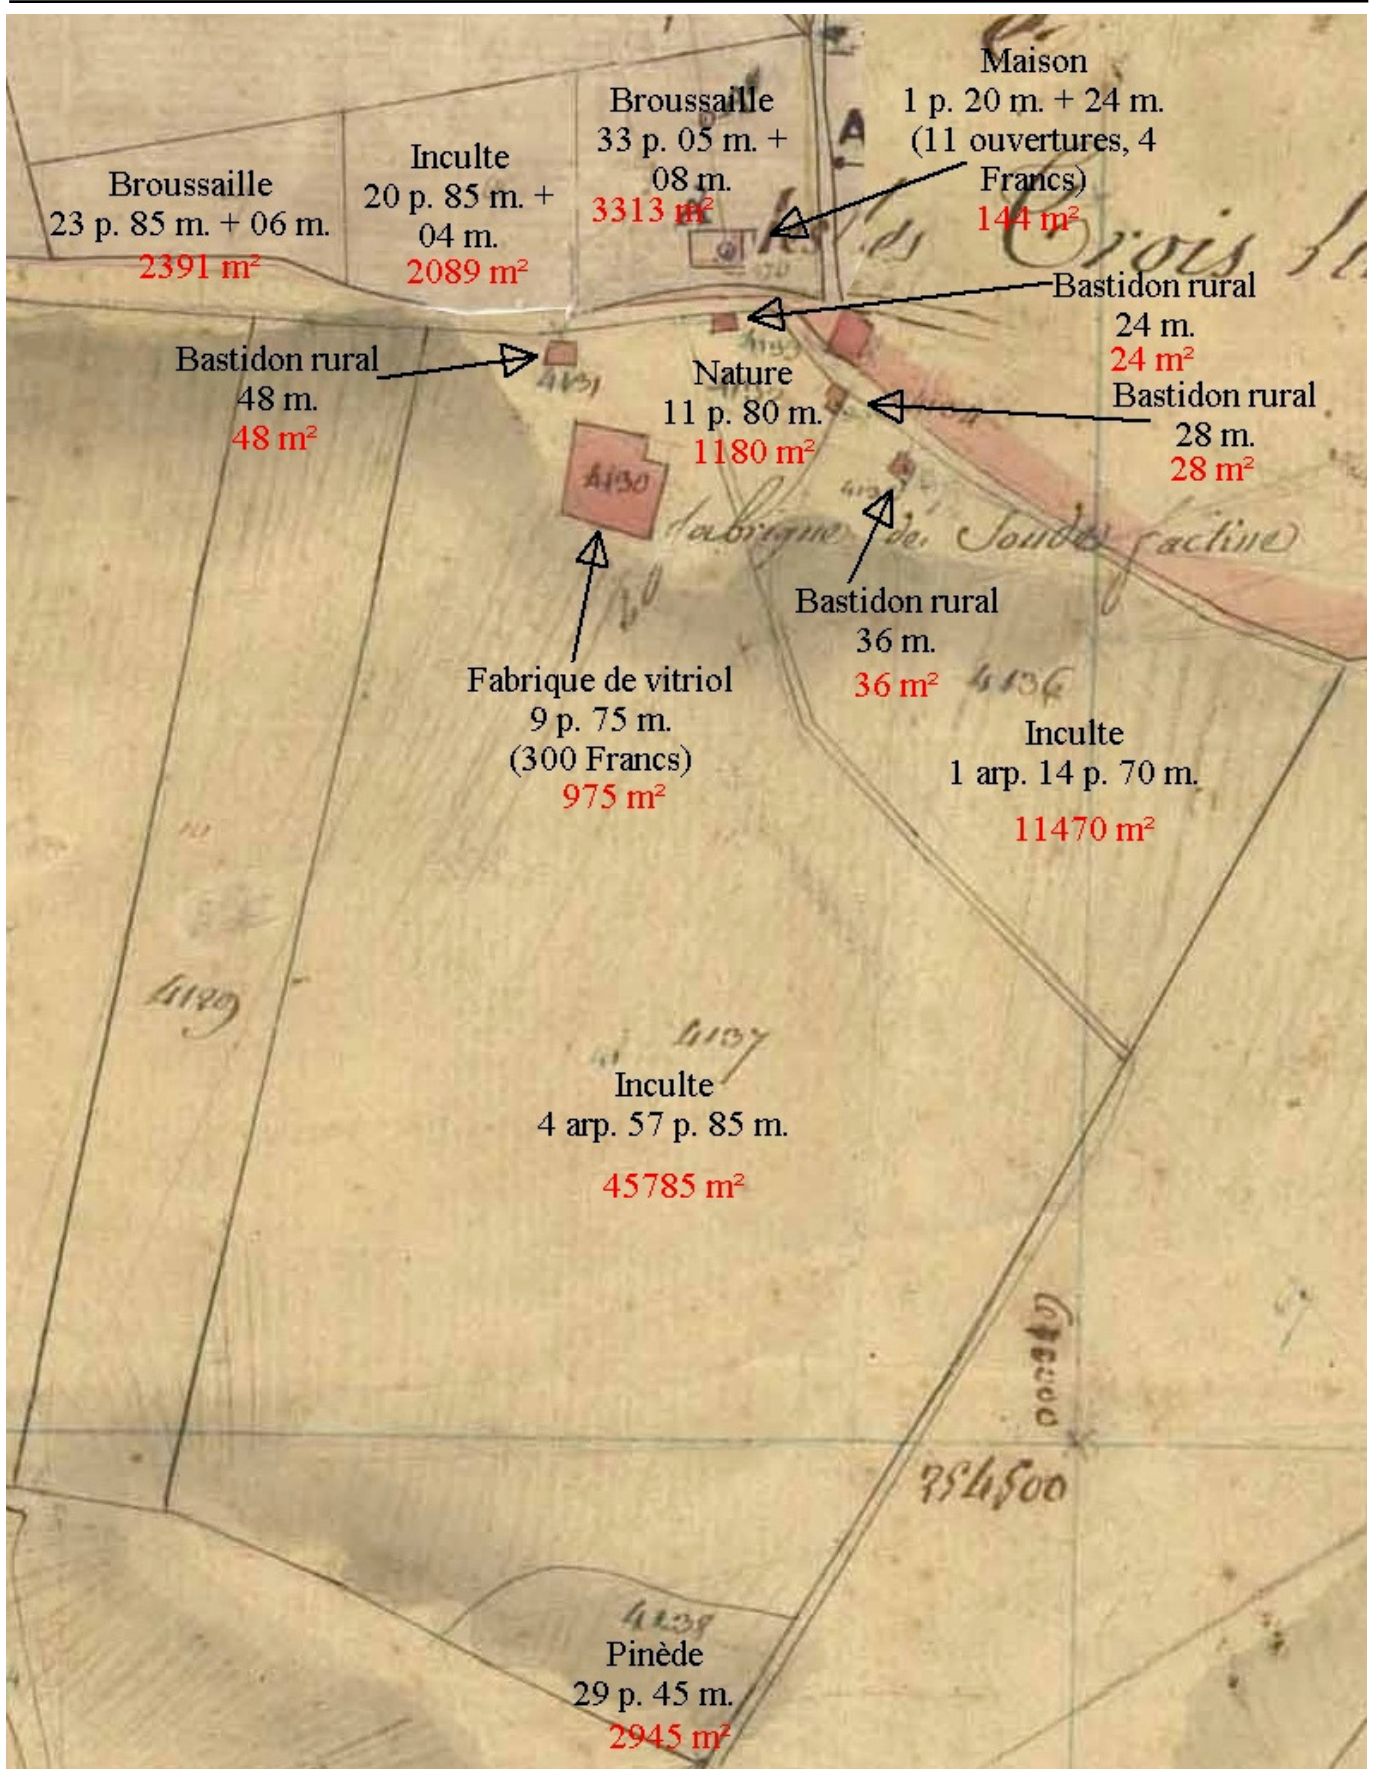 Maison
1 p. 20 m. + 24 m.
(11 ouvertures, 4
Francs)
144 m²
Broussaille
33 p. 05 m. +
08 m.
3313 m²
Inculte
20 p. 85 m. +
04 m.
2089 m²
Broussaille
23 p. 85 m. + 06 m.
2391 m²
A
Crois
Bastidon rural
24 m.
24 m²
Bastidon rural
48 m.
48 m²
4131
Nature
11 p. 80 m.
1180 m²
Bastidon rural
28 m.
28 m²
4130
fabrique de Soude factice
Bastidon rural
36 m.
36 m²
Fabrique de vitriol
9 p. 75 m.
(300 Francs)
975 m²
4136
Inculte
1 arp. 14 p. 70 m.
11470 m²
4129
4137
Inculte
4 arp. 57 p. 85 m.
45785 m²
354500
4138
Pinède
29 p. 45 m.
2945 m²